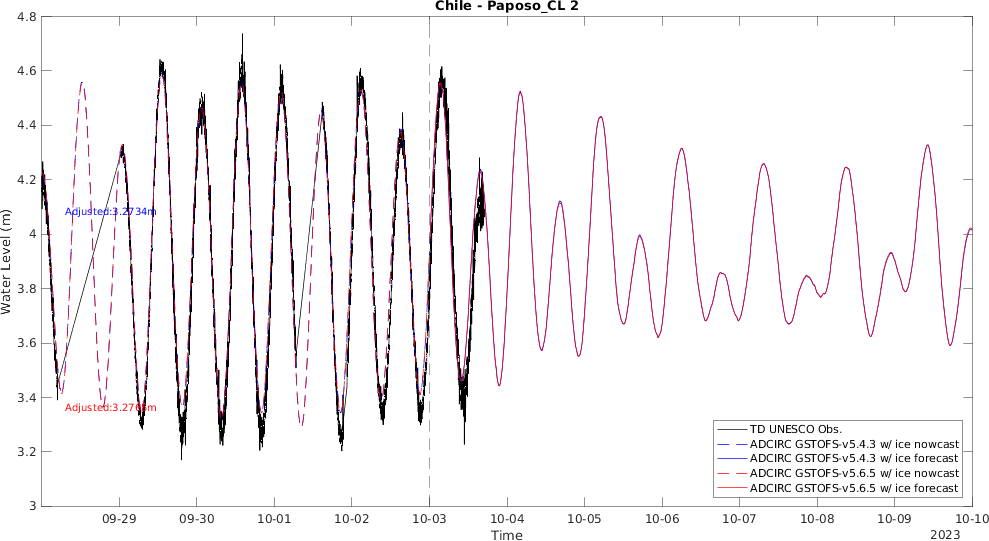 Chile - Paposo_CL 2
4.8
4.6
4.4
4.2
4
3.8
3.6
3.4
3.2
3
Water Level (m)
Adjusted:3.2734m
Adjusted:3.2768m
TD UNESCO Obs.
ADCIRC GSTOFS-v5.4.3 w/ ice nowcast
ADCIRC GSTOFS-v5.4.3 w/ ice forecast
ADCIRC GSTOFS-v5.6.5 w/ ice nowcast
ADCIRC GSTOFS-v5.6.5 w/ ice forecast
09-29 09-30 10-01 10-02 10-03 10-04 10-05 10-06 10-07 10-08 10-09 10-10
Time
2023